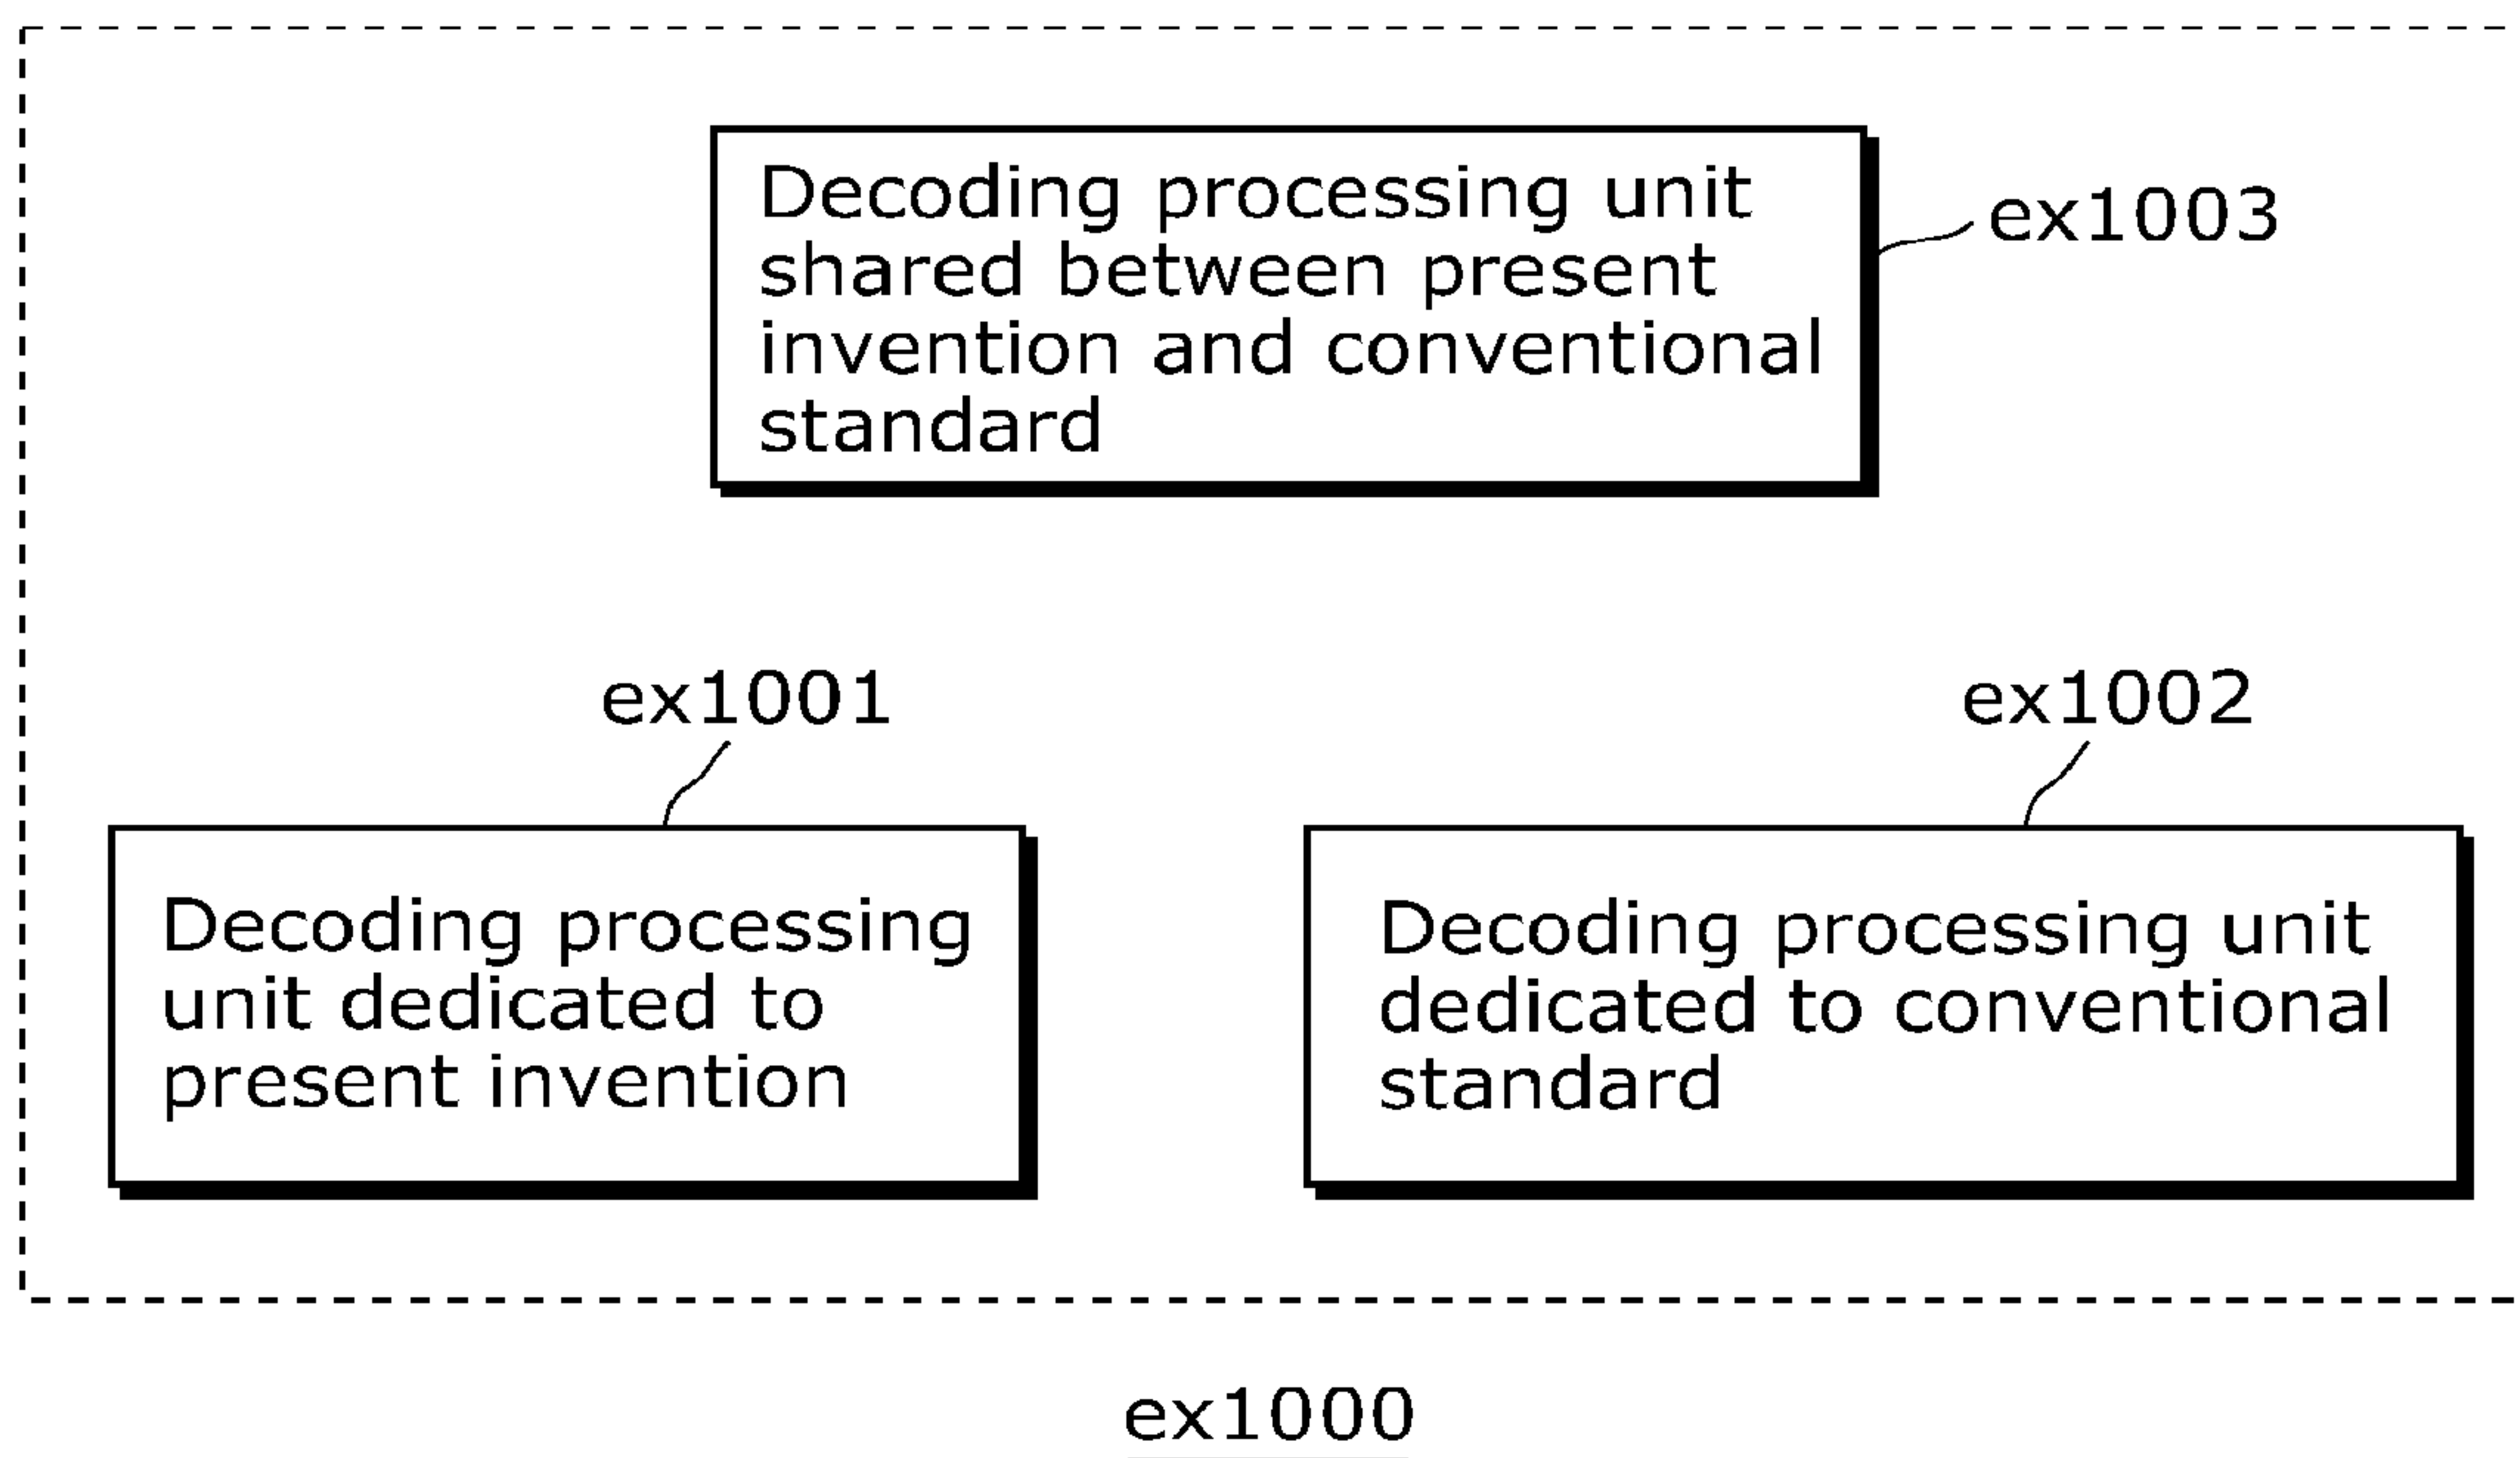 Decoding processing unit
shared between present
invention and conventional
standard
ex1003
ex1001
ex1002
Decoding processing
unit dedicated to
present invention
Decoding processing unit
dedicated to conventional
standard
ex1000